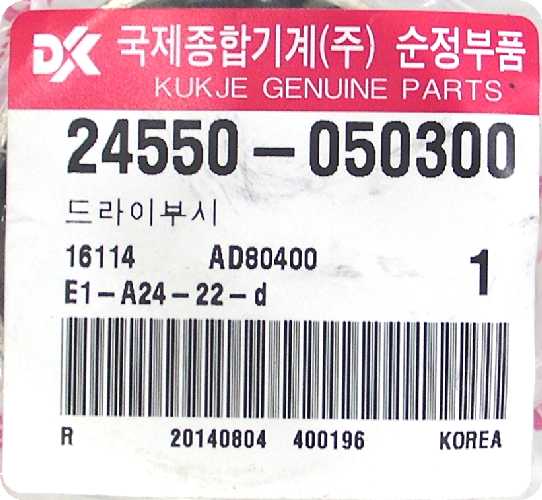 DK 국제종합기계(주) 순정부품
KUKJE GENUINE PARTS
24550-050300
드라이부시
16114 AD80400 1
E1-A24-22-d
R 20140804 400196 KOREA